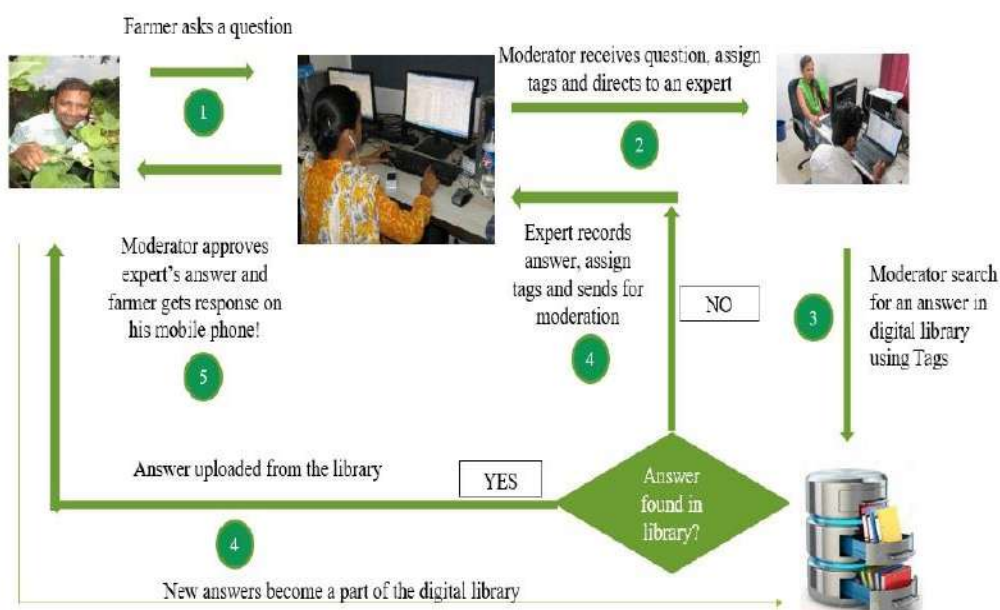 Farmer asks a question
1
Moderator receives question, assign
tags and directs to an expert
2
Moderator approves
expert's answer and
farmer gets response on
his mobile phone!
5
Expert records
answer, assign
tags and sends for
moderation
4
NO
3
Moderator search
for an answer in
digital library
using Tags
Answer uploaded from the library
YES
Answer
found in
library?
4
New answers become a part of the digital library